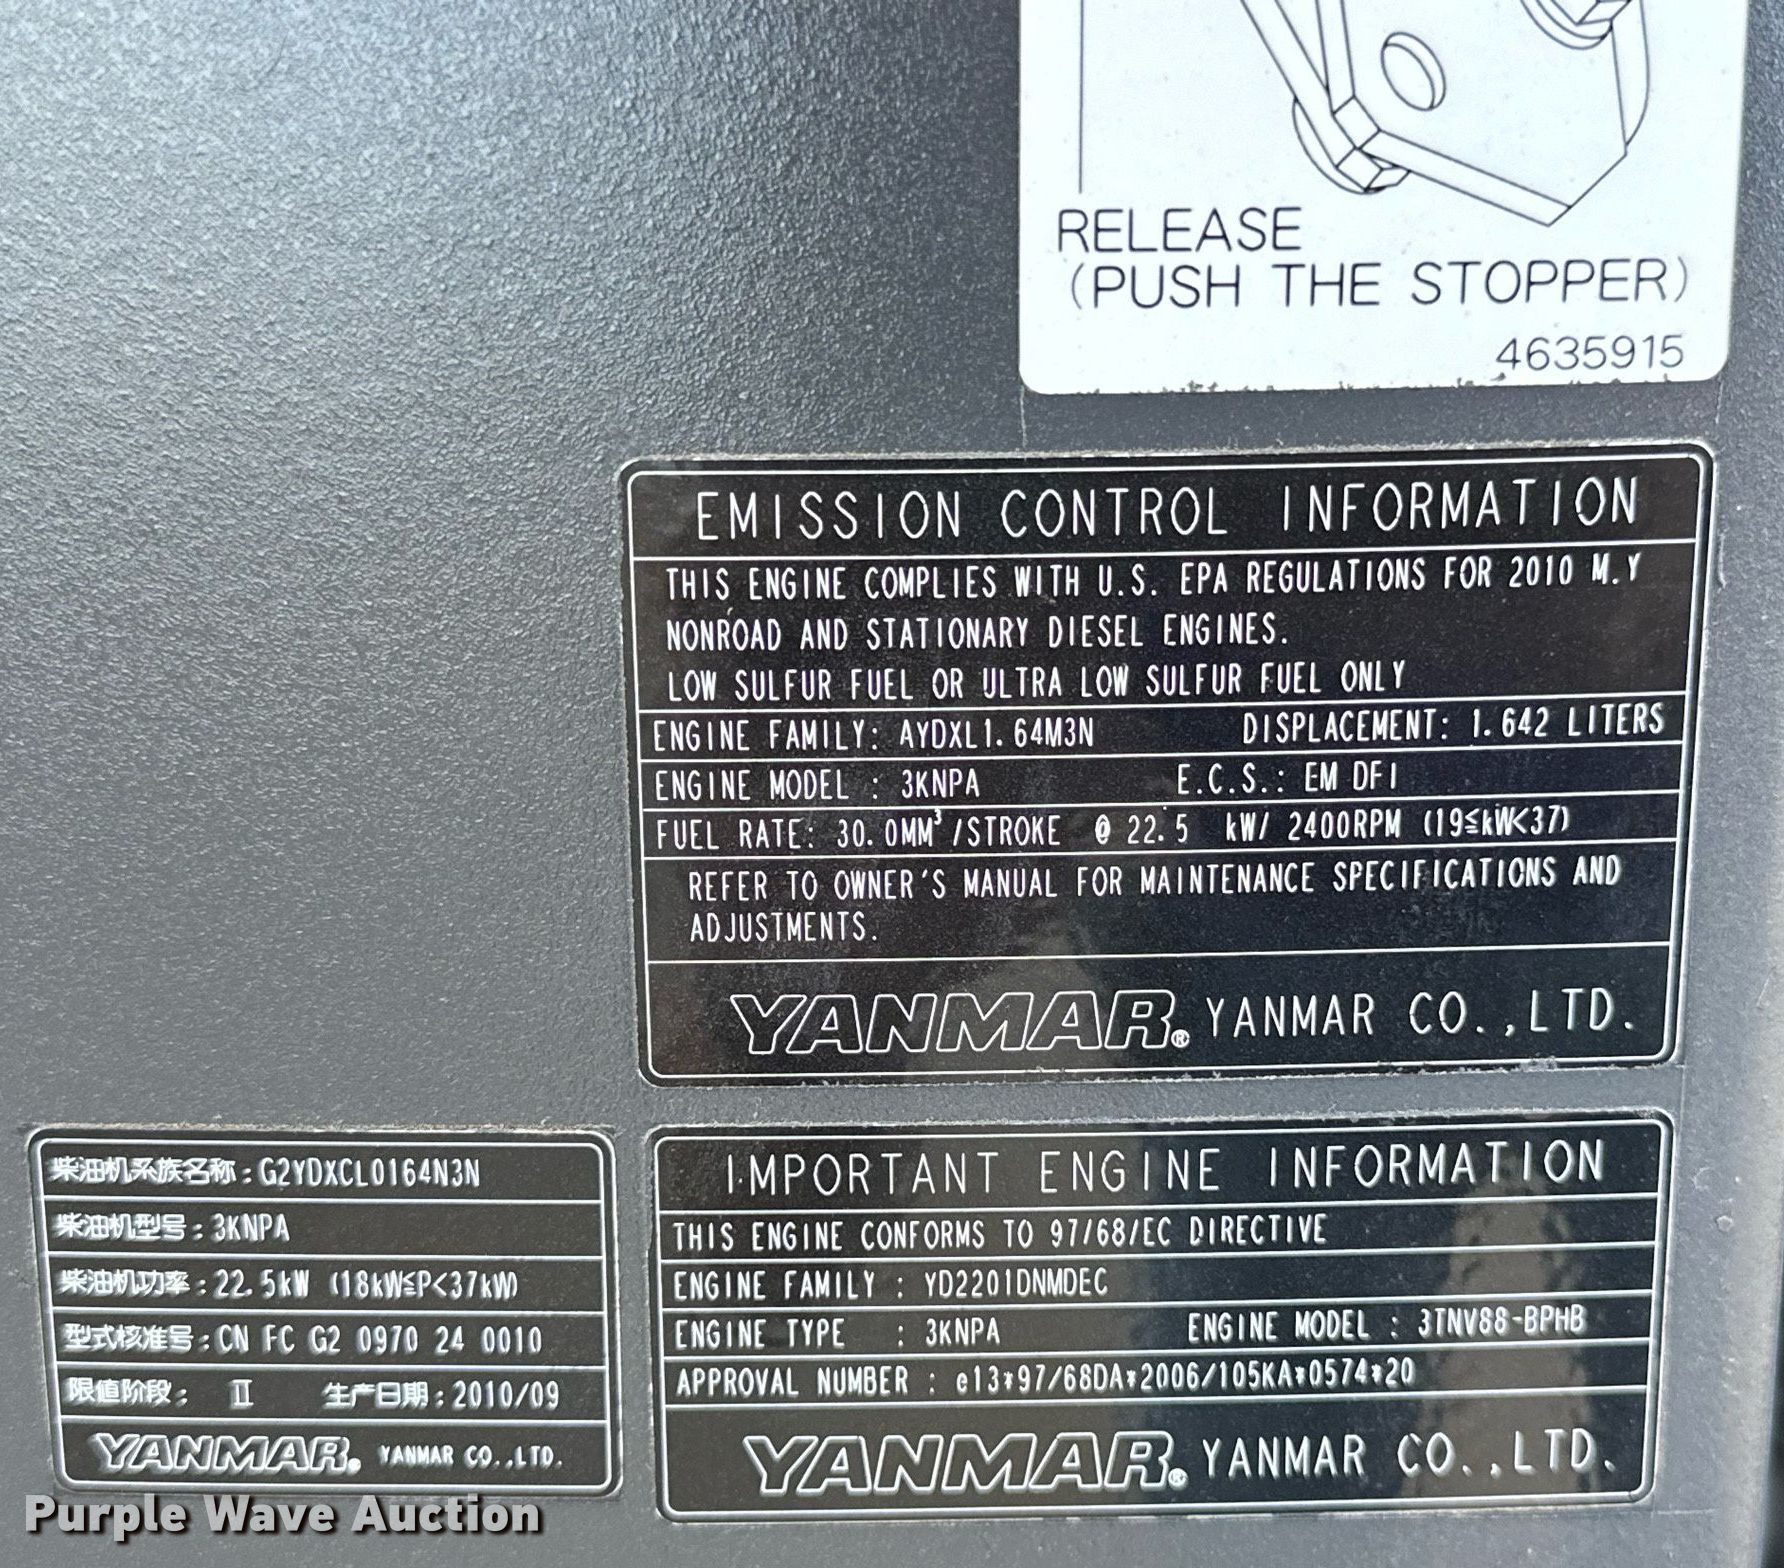 RELEASE
(PUSH THE STOPPER)
4635915
EMISSION CONTROL INFORMATION
THIS ENGINE COMPLIES WITH U.S. EPA REGULATIONS FOR 2010 M.Y
NONROAD AND STATIONARY DIESEL ENGINES.
LOW SULFUR FUEL OR ULTRA LOW SULFUR FUEL ONLY
ENGINE FAMILY: AYDXL1.64M3N DISPLACEMENT: 1.642 LITERS
ENGINE MODEL : 3KNPA E.C.S.: EM DFI
FUEL RATE: 30.0MM³/STROKE @ 22.5 kW/ 2400RPM (19≦kW<37)
REFER TO OWNER'S MANUAL FOR MAINTENANCE SPECIFICATIONS AND
ADJUSTMENTS.
YANMAR® YANMAR CO.,LTD.
柴油机系族名称:G2YDXCL0164N3N
柴油机型号:3KNPA
柴油机功率:22.5kW (18kW≦P<37kW)
型式核准号:CN FC G2 0970 24 0010
限值阶段: Ⅱ 生产日期:2010/09
YANMAR® YANMAR CO.,LTD.
IMPORTANT ENGINE INFORMATION
THIS ENGINE CONFORMS TO 97/68/EC DIRECTIVE
ENGINE FAMILY : YD2201DNMDEC
ENGINE TYPE : 3KNPA ENGINE MODEL : 3TNV88-BPHB
APPROVAL NUMBER : e13*97/68DA*2006/105KA*0574*20
YANMAR® YANMAR CO.,LTD.
Purple Wave Auction